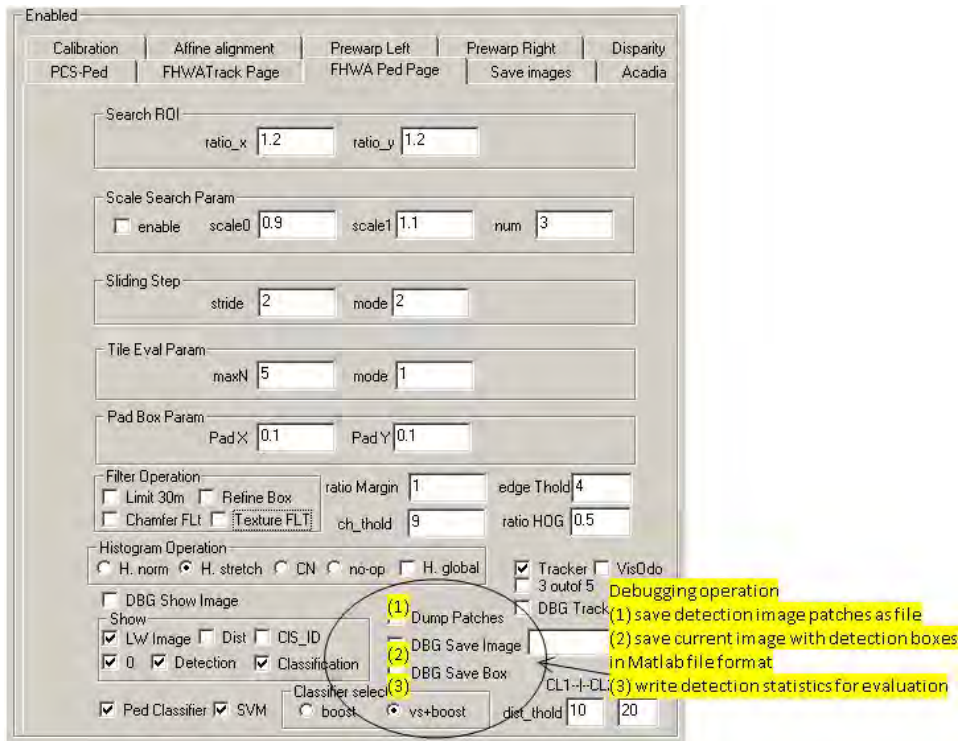 Enabled
Calibration Affine alignment Prewarp Left Prewarp Right Disparity
PCS-Ped FHWATrack Page FHWA Ped Page Save images Acadia
Search ROI
ratio_x 1.2 ratio_y 1.2
Scale Search Param
enable scale0 0.9 scale1 1.1 num 3
Sliding Step
stride 2 mode 2
Tile Eval Param
maxN 5 mode 1
Pad Box Param
Pad X 0.1 Pad Y 0.1
Filter Operation
Limit 30m Refine Box
Chamfer FLt Texture FLT
ratio Margin 1 edge Thold 4
ch_thold 9 ratio HOG 0.5
Histogram Operation
H. norm H. stretch CN no-op H. global
Tracker VisOdo
3 outof 5
DBG Show Image
DBG Track
Show
LW Image Dist CIS_ID
0 Detection Classification
(1) Dump Patches
(2) DBG Save Image
(3) DBG Save Box
CL1--|--CL
Ped Classifier SVM
Classifier selec
boost vs+boost
dist_thold 10 20
Debugging operation
(1) save detection image patches as file
(2) save current image with detection boxes
in Matlab file format
(3) write detection statistics for evaluation